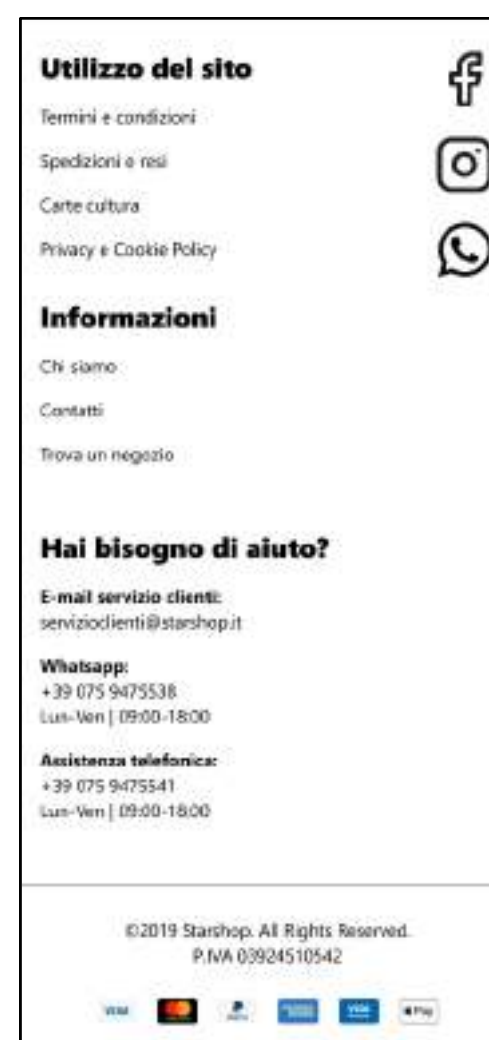 Utilizzo del sito
Termini e condizioni
Spedizioni e resi
Carte cultura
Privacy e Cookie Policy
Informazioni
Chi siamo
Contatti
Trova un negozio
Hai bisogno di aiuto?
E-mail servizio clienti:
servizioclienti@starshop.it
Whatsapp:
+39 075 9475538
Lun-Ven | 09:00-18:00
Assistenza telefonica:
+39 075 9475541
Lun-Ven | 09:00-18:00
©2019 Starshop. All Rights Reserved.
P.IVA 03924510542
VISA
VISA
Pay